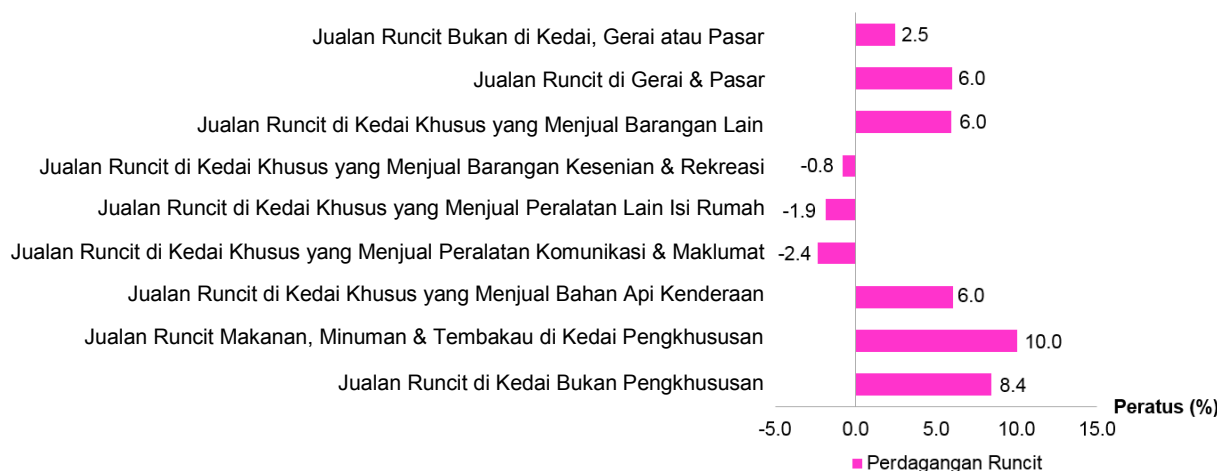 Jualan Runcit Bukan di Kedai, Gerai atau Pasar 2.5
Jualan Runcit di Gerai & Pasar 6.0
Jualan Runcit di Kedai Khusus yang Menjual Barangan Lain 6.0
Jualan Runcit di Kedai Khusus yang Menjual Barangan Kesenian & Rekreasi -0.8
Jualan Runcit di Kedai Khusus yang Menjual Peralatan Lain Isi Rumah -1.9
Jualan Runcit di Kedai Khusus yang Menjual Peralatan Komunikasi & Maklumat -2.4
Jualan Runcit di Kedai Khusus yang Menjual Bahan Api Kenderaan 6.0
Jualan Runcit Makanan, Minuman & Tembakau di Kedai Pengkhususan 10.0
Jualan Runcit di Kedai Bukan Pengkhususan 8.4
Peratus (%)
-5.0 0.0 5.0 10.0 15.0
Perdagangan Runcit